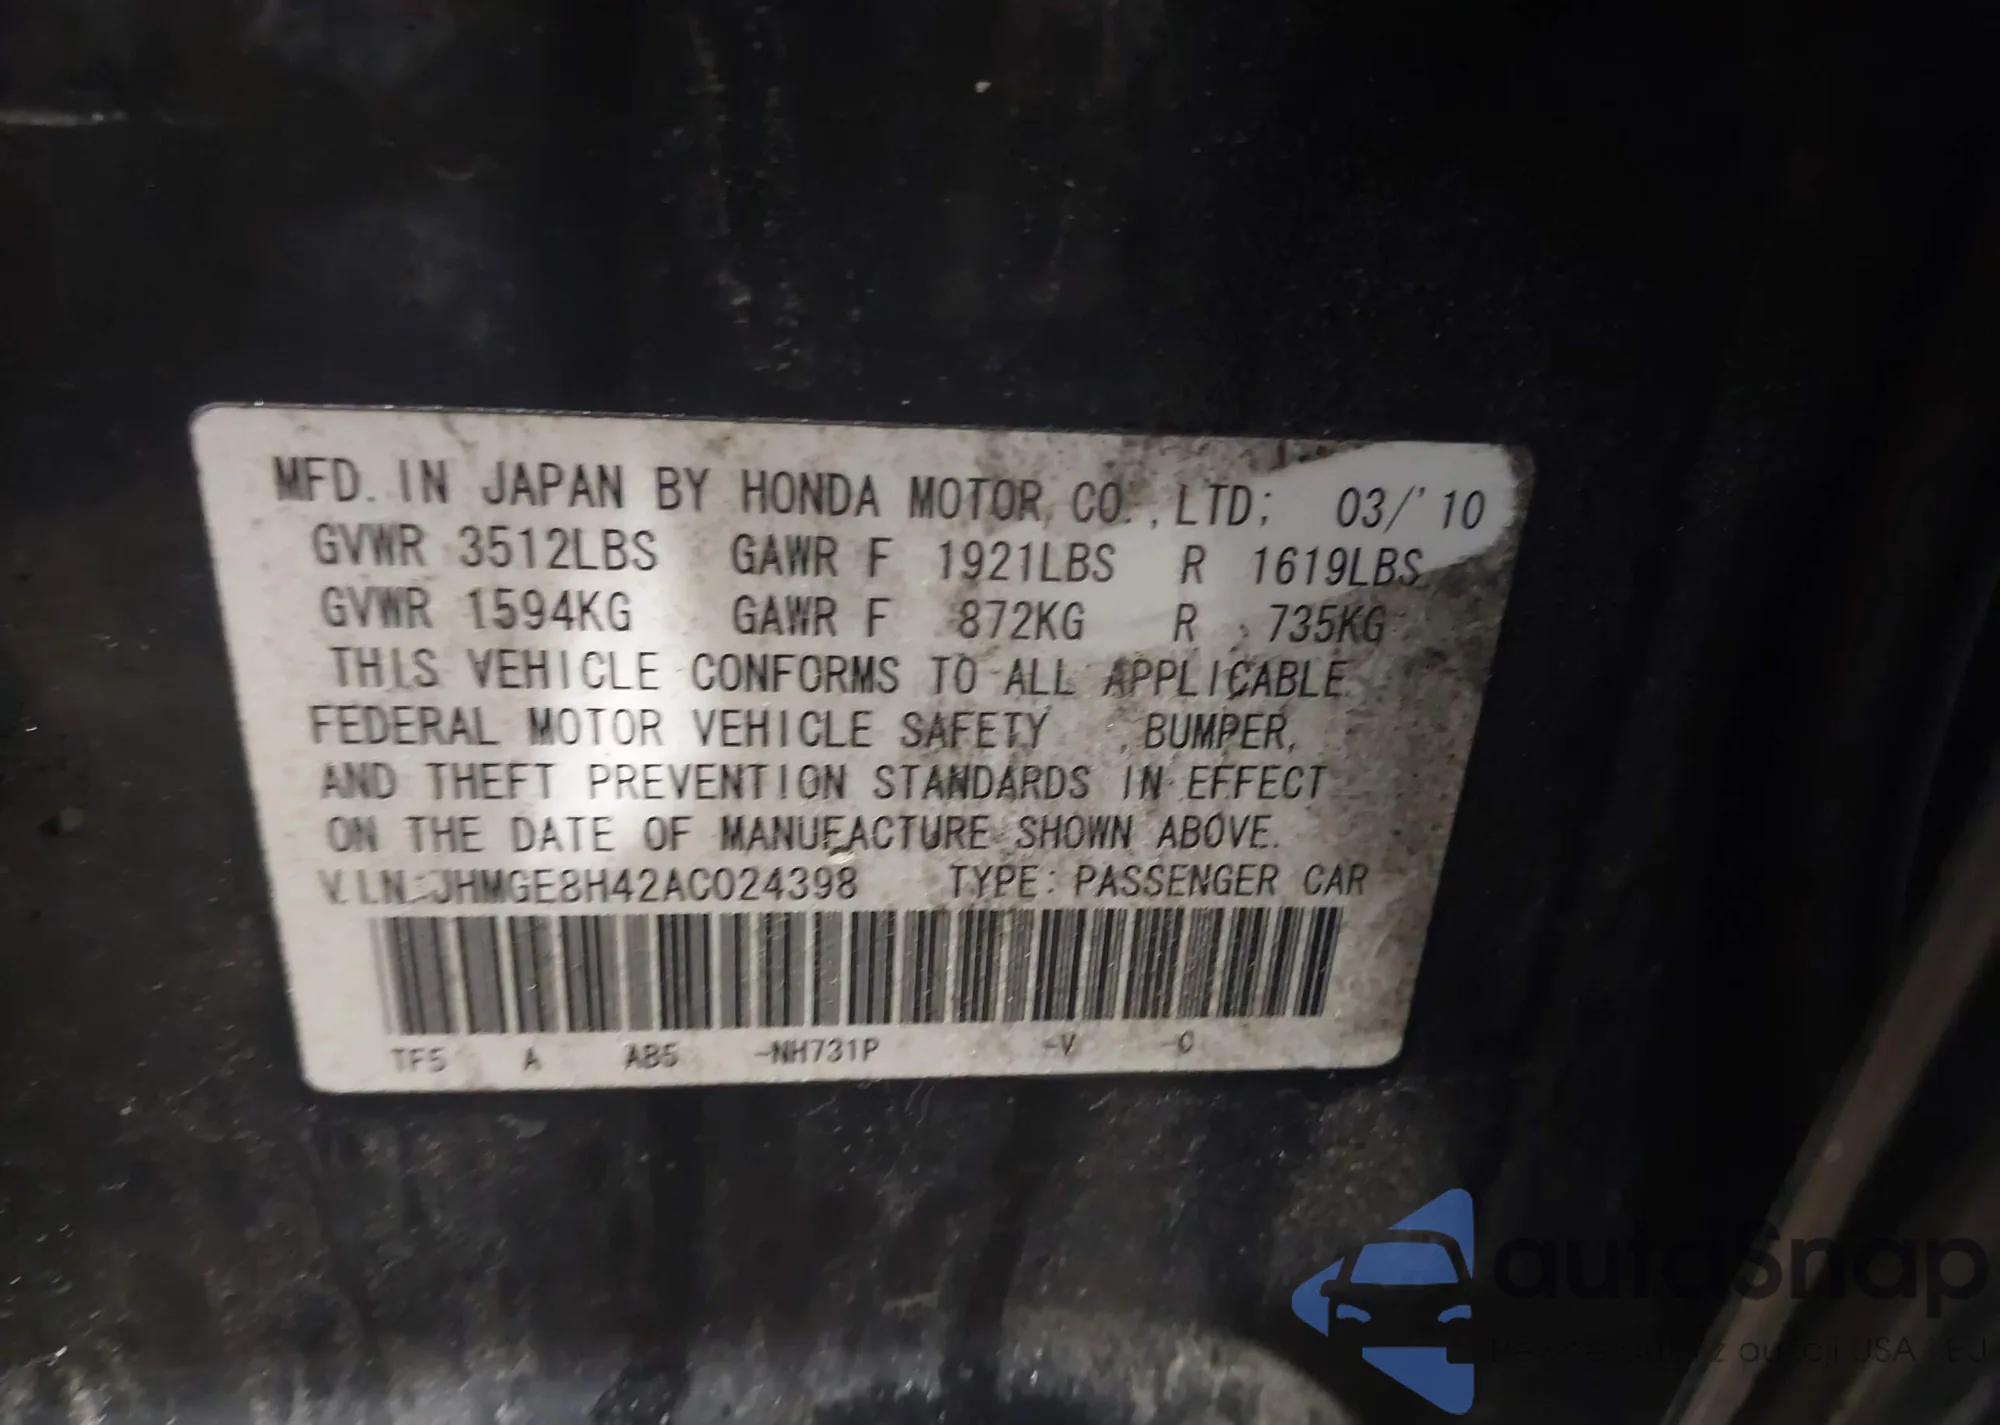 MFD. IN JAPAN BY HONDA MOTOR CO.,LTD; 03/'10
GVWR 3512LBS GAWR F 1921LBS R 1619LBS
GVWR 1594KG GAWR F 872KG R 735KG
THIS VEHICLE CONFORMS TO ALL APPLICABLE
FEDERAL MOTOR VEHICLE SAFETY , BUMPER,
AND THEFT PREVENTION STANDARDS IN EFFECT
ON THE DATE OF MANUFACTURE SHOWN ABOVE.
V.I.N.:JHMGE8H42AC024398 TYPE: PASSENGER CAR
TF5 A AB5 -NH731P -V -C
autoSnap
USA